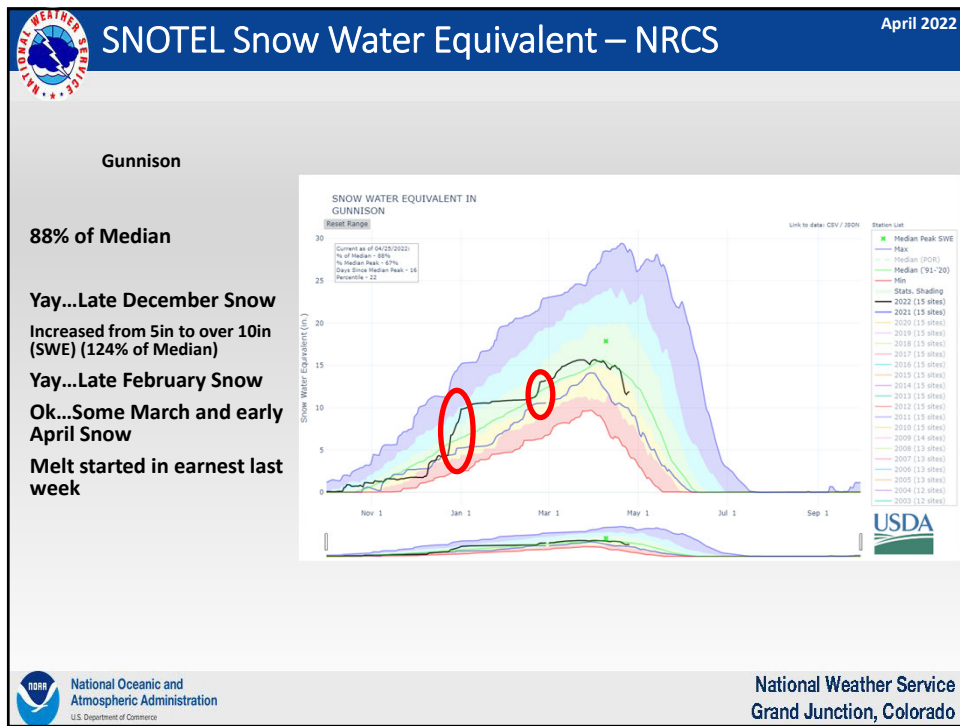 NATIONAL WEATHER SERVICE
SNOTEL Snow Water Equivalent – NRCS
April 2022
Gunnison
88% of Median
Yay...Late December Snow
Increased from 5in to over 10in
(SWE) (124% of Median)
Yay...Late February Snow
Ok...Some March and early
April Snow
Melt started in earnest last
week
SNOW WATER EQUIVALENT IN
GUNNISON
Reset Range
Link to data: CSV / JSON
Station List
Current as of 04/25/2022:
% of Median - 88%
% Median Peak - 67%
Days Since Median Peak - 16
Percentile - 22
Snow Water Equivalent (in.)
30
25
20
15
10
5
0
Nov 1
Jan 1
Mar 1
May 1
Jul 1
Sep 1
Median Peak SWE
Max
Median (POR)
Median ('91-'20)
Min
Stats. Shading
2022 (15 sites)
2021 (15 sites)
2020 (15 sites)
2019 (15 sites)
2018 (15 sites)
2017 (15 sites)
2016 (15 sites)
2015 (15 sites)
2014 (15 sites)
2013 (15 sites)
2012 (15 sites)
2011 (15 sites)
2010 (15 sites)
2009 (14 sites)
2008 (13 sites)
2007 (13 sites)
2006 (13 sites)
2005 (13 sites)
2004 (12 sites)
2003 (12 sites)
USDA
NOAA
National Oceanic and
Atmospheric Administration
U.S. Department of Commerce
National Weather Service
Grand Junction, Colorado